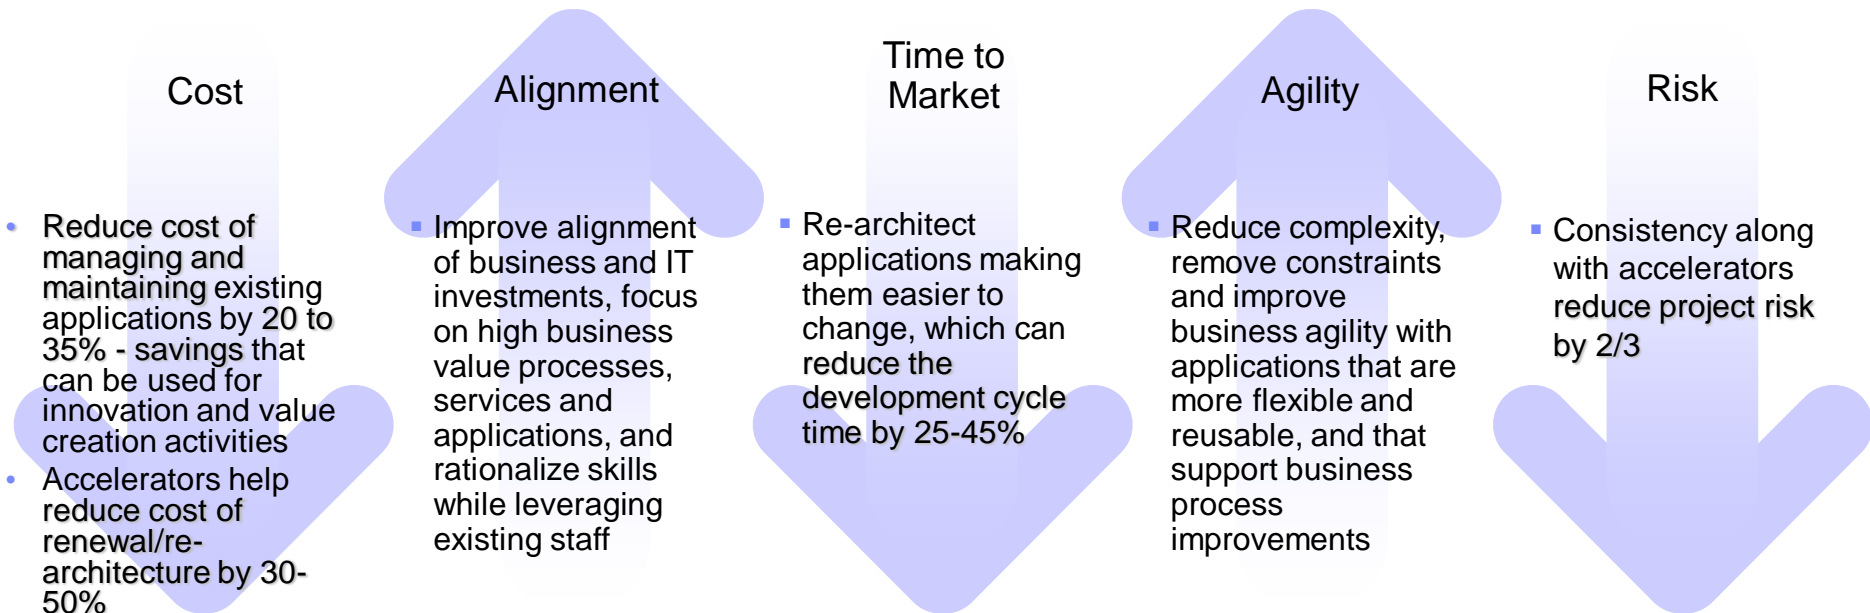 Cost
• Reduce cost of
managing and
maintaining existing
applications by 20 to
35% - savings that
can be used for
innovation and value
creation activities
• Accelerators help
reduce cost of
renewal/re-
architecture by 30-
50%
Alignment
▪ Improve alignment
of business and IT
investments, focus
on high business
value processes,
services and
applications, and
rationalize skills
while leveraging
existing staff
Time to
Market
▪ Re-architect
applications making
them easier to
change, which can
reduce the
development cycle
time by 25-45%
Agility
▪ Reduce complexity,
remove constraints
and improve
business agility with
applications that are
more flexible and
reusable, and that
support business
process
improvements
Risk
▪ Consistency along
with accelerators
reduce project risk
by 2/3